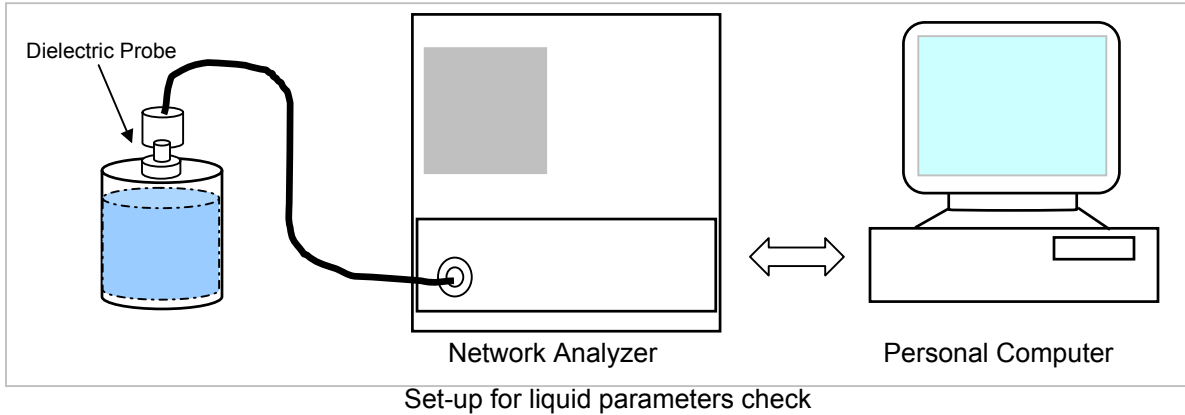 Dielectric Probe
Network Analyzer
Personal Computer
Set-up for liquid parameters check